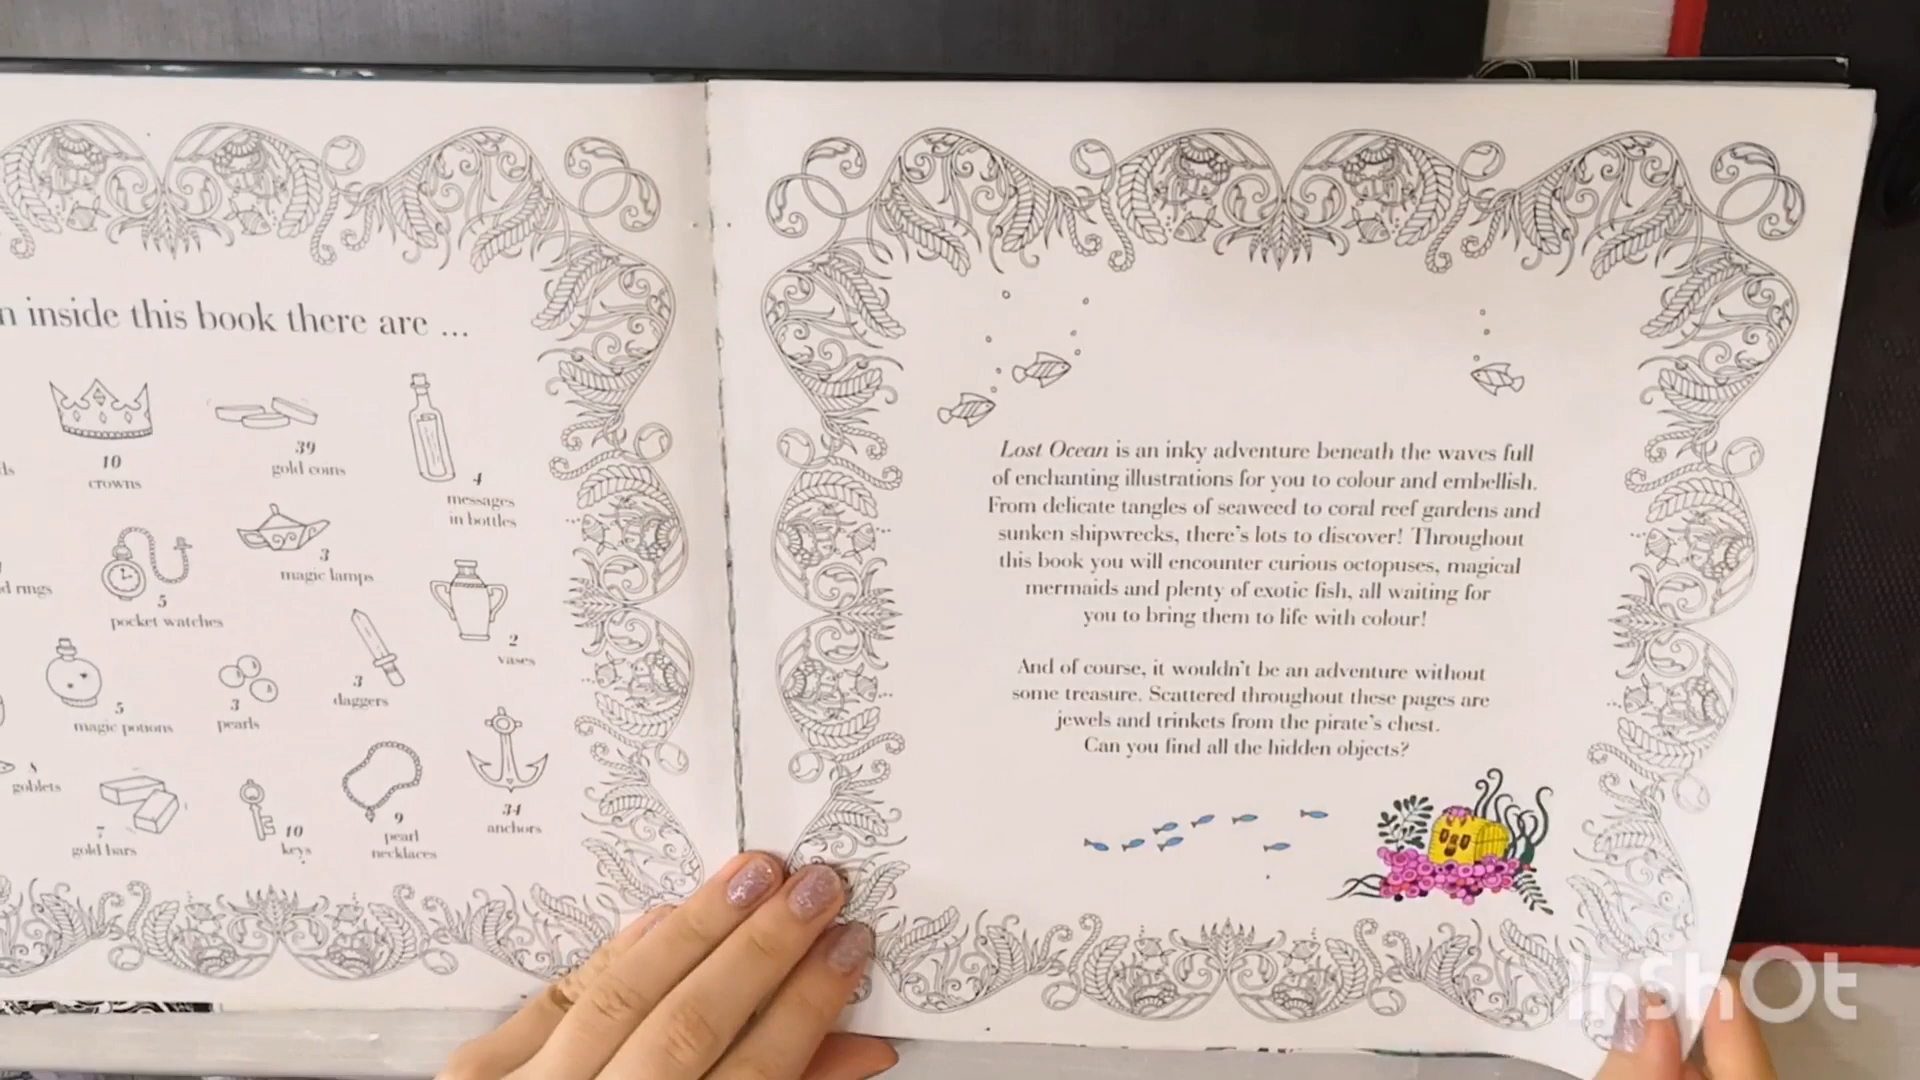 n inside this book there are ...
10
crowns
39
gold coins
4
messages
in bottles
ds
3
magic lamps
5
pocket watches
d rings
2
vases
5
magic potions
3
pearls
3
daggers
8
goblets
7
gold bars
10
keys
9
pearl
necklaces
34
anchors
Lost Ocean is an inky adventure beneath the waves full
of enchanting illustrations for you to colour and embellish.
From delicate tangles of seaweed to coral reef gardens and
sunken shipwrecks, there's lots to discover! Throughout
this book you will encounter curious octopuses, magical
mermaids and plenty of exotic fish, all waiting for
you to bring them to life with colour!
And of course, it wouldn't be an adventure without
some treasure. Scattered throughout these pages are
jewels and trinkets from the pirate's chest.
Can you find all the hidden objects?
InShOt